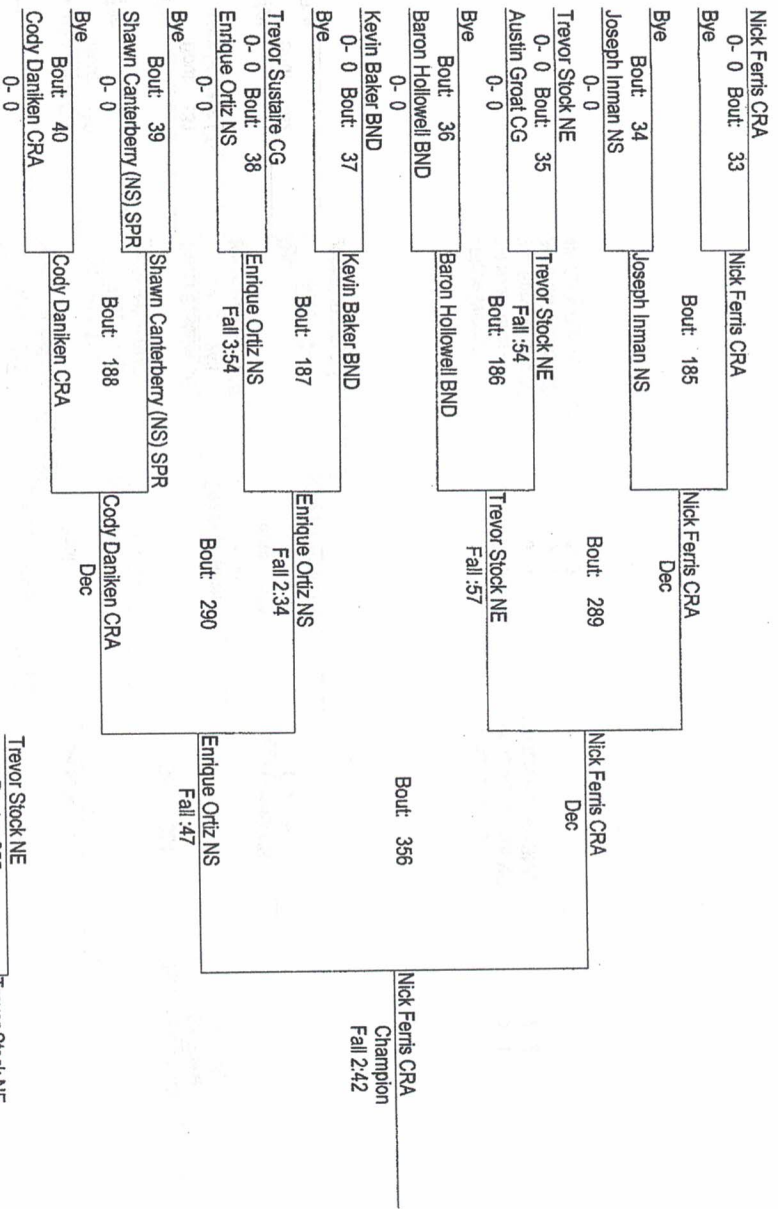 Nick Ferris CRA
0- 0 Bout: 33
Bye
Nick Ferris CRA
Bout: 185
Bye
Bout: 34
Joseph Inman NS
0- 0
Joseph Inman NS
Nick Ferris CRA
Dec
Bout: 289
Trevor Stock NE
0- 0 Bout: 35
Austin Groat CG
0- 0
Trevor Stock NE
Fall :54
Bout: 186
Bye
Bout: 36
Baron Hollowell BND
0- 0
Baron Hollowell BND
Trevor Stock NE
Fall :57
Nick Ferris CRA
Dec
Bout: 356
Kevin Baker BND
0- 0 Bout: 37
Bye
Kevin Baker BND
Bout: 187
Trevor Sustaire CG
0- 0 Bout: 38
Enrique Ortiz NS
0- 0
Enrique Ortiz NS
Fall 3:54
Enrique Ortiz NS
Fall 2:34
Bout: 290
Bye
Bout: 39
Shawn Canterberry (NS) SPR
0- 0
Shawn Canterberry (NS) SPR
Bout: 188
Bye
Bout: 40
Cody Daniken CRA
0- 0
Cody Daniken CRA
Cody Daniken CRA
Dec
Enrique Ortiz NS
Fall :47
Nick Ferris CRA
Champion
Fall 2:42
Trevor Stock NE
Trevor Stock NE